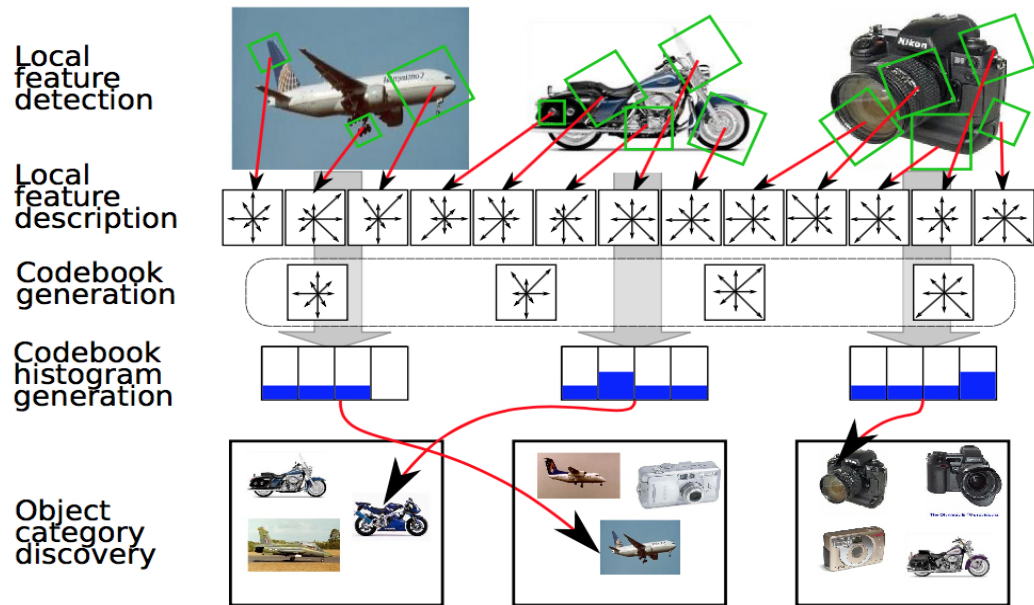 Local
feature
detection
Nikon
Local
feature
description
Codebook
generation
Codebook
histogram
generation
Object
category
discovery